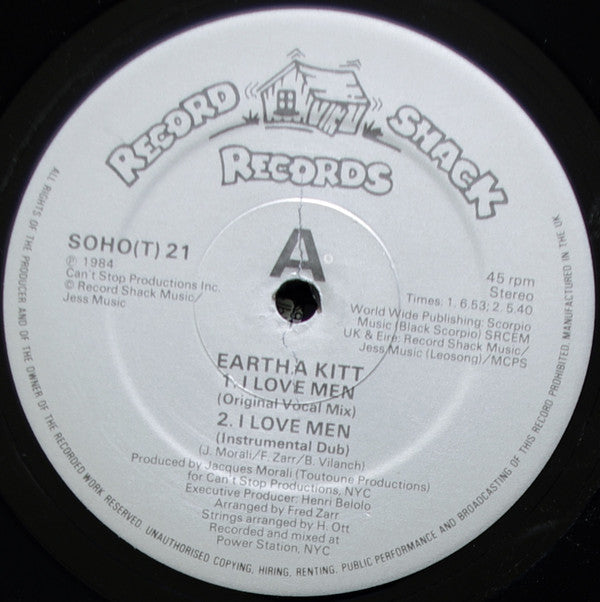 RECORD SHACK
RECORDS
SOHO(T) 21
℗ 1984
Can't Stop Productions Inc.
© Record Shack Music/
Jess Music
A
45 rpm
Stereo
Times: 1. 6.53; 2. 5.40
World Wide Publishing: Scorpio
Music (Black Scorpio) SRCEM
UK & Eire: Record Shack Music/
Jess Music (Leosong)/MCPS
EARTHA KITT
1. I LOVE MEN
(Original Vocal Mix)
2. I LOVE MEN
(Instrumental Dub)
(J. Morali/F. Zarr/B. Vilanch)
Produced by Jacques Morali (Toutoune Productions)
for Can't Stop Productions, NYC
Executive Producer: Henri Belolo
Arranged by Fred Zarr
Strings arranged by H. Ott
Recorded and mixed at
Power Station, NYC
ALL RIGHTS OF THE PRODUCER AND OF THE OWNER OF THE RECORDED WORK RESERVED. UNAUTHORISED COPYING, HIRING, RENTING, PUBLIC PERFORMANCE AND BROADCASTING OF THIS RECORD PROHIBITED. MANUFACTURED IN THE UK